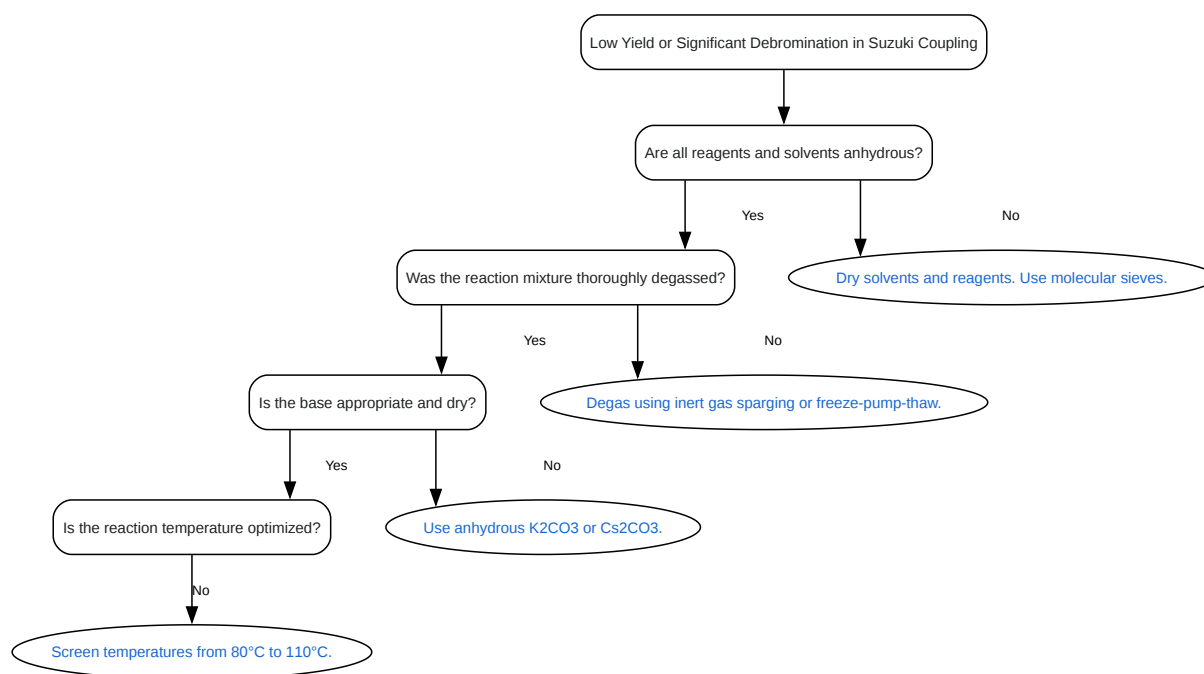 Low Yield or Significant Debromination in Suzuki Coupling
Are all reagents and solvents anhydrous?
Yes
No
Was the reaction mixture thoroughly degassed?
Dry solvents and reagents. Use molecular sieves.
Yes
No
Is the base appropriate and dry?
Degas using inert gas sparging or freeze-pump-thaw.
Yes
No
Is the reaction temperature optimized?
Use anhydrous K2CO3 or Cs2CO3.
No
Screen temperatures from 80°C to 110°C.